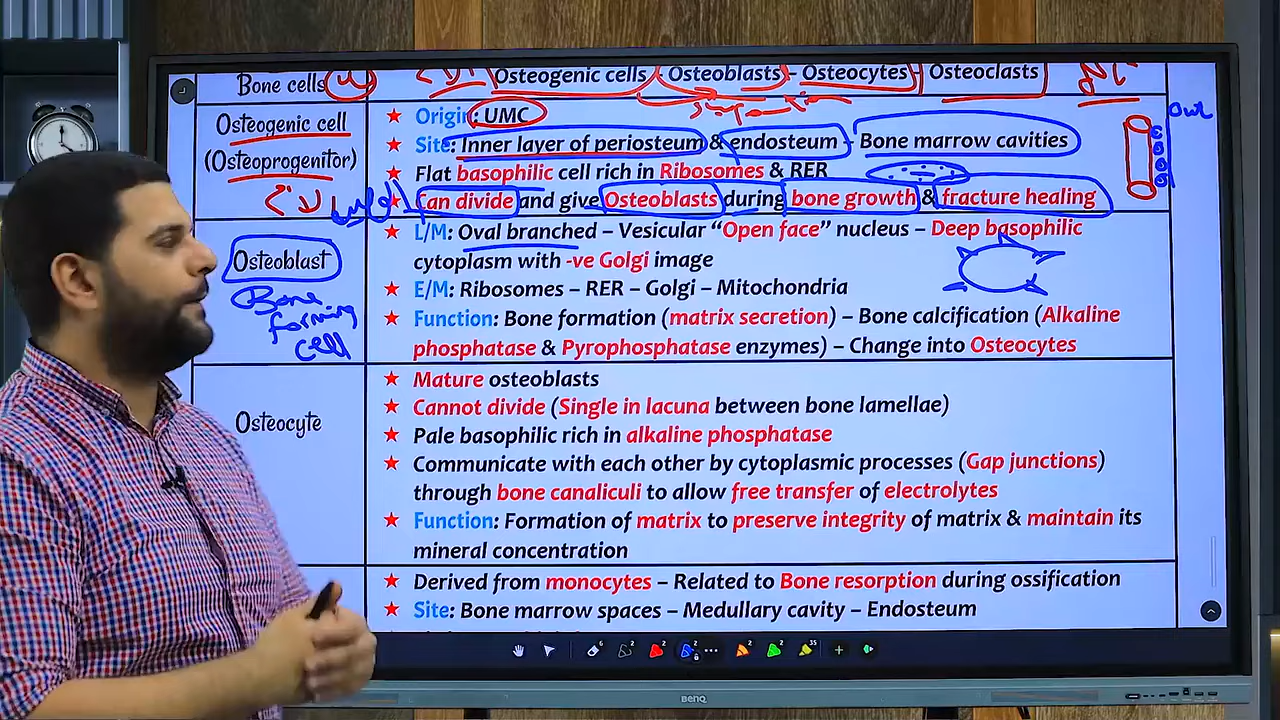 Bone cells
Osteogenic cells - Osteoblasts - Osteocytes - Osteoclasts
Osteogenic cell
(Osteoprogenitor)
★ Origin: UMC
★ Site: Inner layer of periosteum & endosteum - Bone marrow cavities
★ Flat basophilic cell rich in Ribosomes & RER
★ Can divide and give Osteoblasts during bone growth & fracture healing
Osteoblast
Bone
forming
cell
★ L/M: Oval branched – Vesicular “Open face” nucleus – Deep basophilic
cytoplasm with -ve Golgi image
★ E/M: Ribosomes – RER – Golgi – Mitochondria
★ Function: Bone formation (matrix secretion) – Bone calcification (Alkaline
phosphatase & Pyrophosphatase enzymes) – Change into Osteocytes
Osteocyte
★ Mature osteoblasts
★ Cannot divide (Single in lacuna between bone lamellae)
★ Pale basophilic rich in alkaline phosphatase
★ Communicate with each other by cytoplasmic processes (Gap junctions)
through bone canaliculi to allow free transfer of electrolytes
★ Function: Formation of matrix to preserve integrity of matrix & maintain its
mineral concentration
★ Derived from monocytes – Related to Bone resorption during ossification
★ Site: Bone marrow spaces – Medullary cavity – Endosteum
BenQ